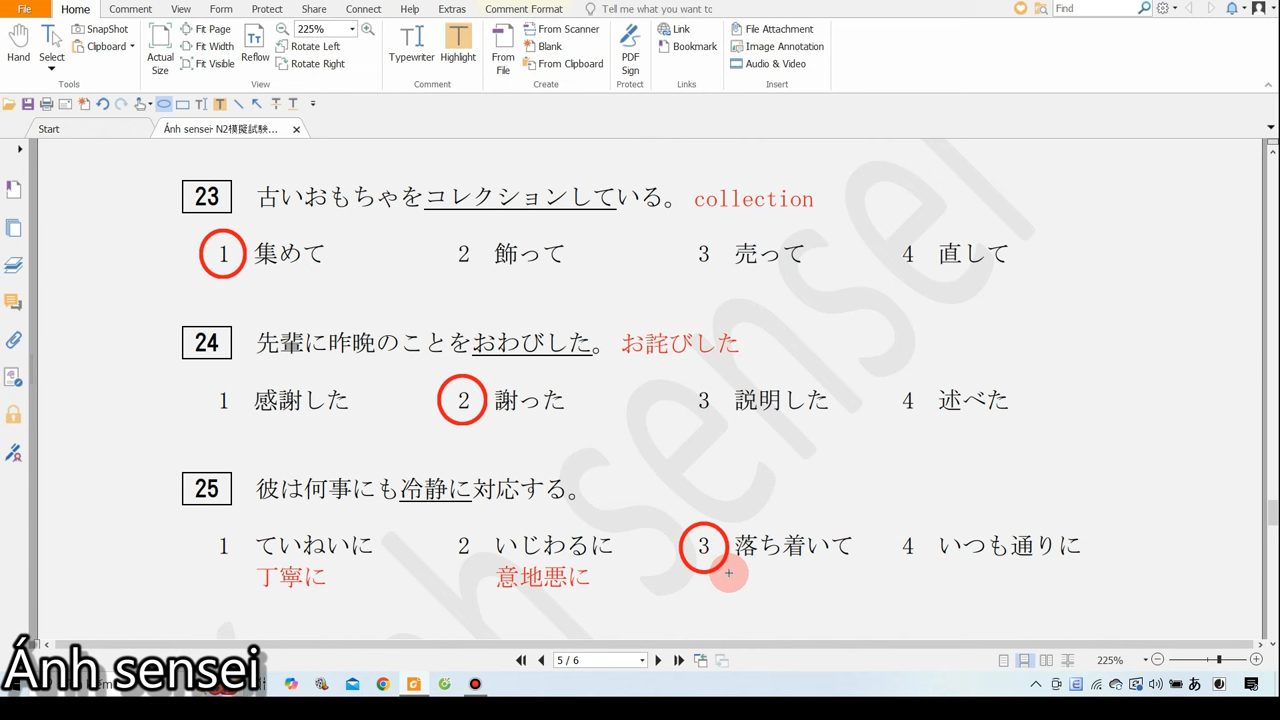 File Home Comment View Form Protect Share Connect Help Extras Comment Format Tell me what you want to Find
SnapShot Fit Page 225% From Scanner Link File Attachment
Hand Select Clipboard Actual Size Fit Width Fit Visible Reflow Rotate Left Rotate Right Typewriter Highlight From File Blank From Clipboard PDF Sign Bookmark Image Annotation Audio & Video
Tools View Comment Create Protect Links Insert
Start Ánh sensei N2模擬試験...
23 古いおもちゃをコレクションしている。 collection
1 集めて 2 飾って 3 売って 4 直して
24 先輩に昨晩のことをおわびした。 お詫びした
1 感謝した 2 謝った 3 説明した 4 述べた
25 彼は何事にも冷静に対応する。
1 ていねいに 2 いじわるに 3 落ち着いて 4 いつも通りに
丁寧に 意地悪に
Ánh sensei
5 / 6 225%
あ